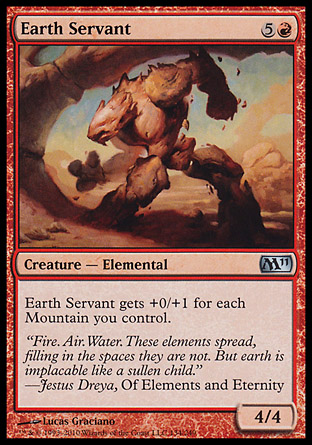 Earth Servant 5
Creature — Elemental M11
Earth Servant gets +0/+1 for each
Mountain you control.
“Fire. Air. Water. These elements spread,
filling in the spaces they are not. But earth is
implacable like a sullen child.”
—Jestus Dreya, Of Elements and Eternity
Lucas Graciano
4/4